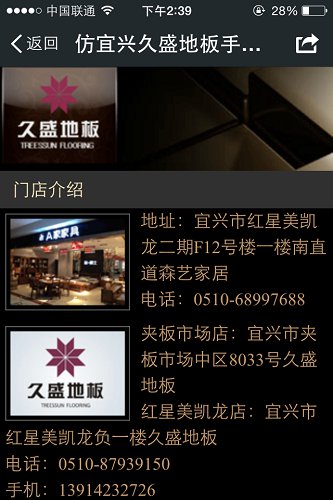 中国联通 下午2:39 28%
返回 仿宜兴久盛地板手...
久盛地板
TREESSUN FLOORING
门店介绍
A家家具
地址：宜兴市红星美凯
龙二期F12号楼一楼南直
道森艺家居
电话：0510-68997688
久盛地板
TREESSUN FLOORING
夹板市场店：宜兴市夹
板市场中区8033号久盛
地板
红星美凯龙店：宜兴市
红星美凯龙负一楼久盛地板
电话：0510-87939150
手机：13914232726